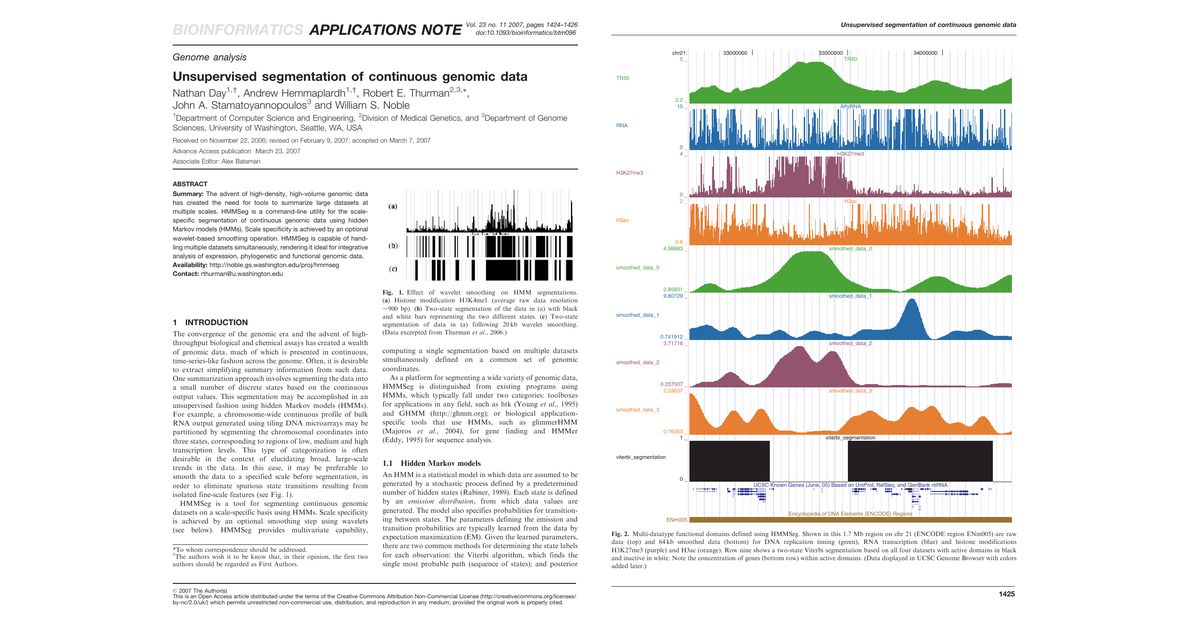 BIOINFORMATICS APPLICATIONS NOTE
Vol. 23 no. 11 2007, pages 1424–1426
doi:10.1093/bioinformatics/btm096
Genome analysis
Unsupervised segmentation of continuous genomic data
Nathan Day1,†, Andrew Hemmaplardh1,†, Robert E. Thurman2,3,*,
John A. Stamatoyannopoulos3 and William S. Noble
1Department of Computer Science and Engineering, 2Division of Medical Genetics, and 3Department of Genome
Sciences, University of Washington, Seattle, WA, USA
Received on November 22, 2006; revised on February 9, 2007; accepted on March 7, 2007
Advance Access publication March 23, 2007
Associate Editor: Alex Bateman
ABSTRACT
Summary: The advent of high-density, high-volume genomic data
has created the need for tools to summarize large datasets at
multiple scales. HMMSeg is a command-line utility for the scale-
specific segmentation of continuous genomic data using hidden
Markov models (HMMs). Scale specificity is achieved by an optional
wavelet-based smoothing operation. HMMSeg is capable of hand-
ling multiple datasets simultaneously, rendering it ideal for integrative
analysis of expression, phylogenetic and functional genomic data.
Availability: http://noble.gs.washington.edu/proj/hmmseg
Contact: rthurman@u.washington.edu
1 INTRODUCTION
The convergence of the genomic era and the advent of high-
throughput biological and chemical assays has created a wealth
of genomic data, much of which is presented in continuous,
time-series-like fashion across the genome. Often, it is desirable
to extract simplifying summary information from such data.
One summarization approach involves segmenting the data into
a small number of discrete states based on the continuous
output values. This segmentation may be accomplished in an
unsupervised fashion using hidden Markov models (HMMs).
For example, a chromosome-wide continuous profile of bulk
RNA output generated using tiling DNA microarrays may be
partitioned by segmenting the chromosomal coordinates into
three states, corresponding to regions of low, medium and high
transcription levels. This type of categorization is often
desirable in the context of elucidating broad, large-scale
trends in the data. In this case, it may be preferable to
smooth the data to a specified scale before segmentation, in
order to eliminate spurious state transitions resulting from
isolated fine-scale features (see Fig. 1).
HMMSeg is a tool for segmenting continuous genomic
datasets on a scale-specific basis using HMMs. Scale specificity
is achieved by an optional smoothing step using wavelets
(see below). HMMSeg provides multivariate capability,
*To whom correspondence should be addressed.
†The authors wish it to be known that, in their opinion, the first two
authors should be regarded as First Authors.
(a)
(b)
(c)
Fig. 1. Effect of wavelet smoothing on HMM segmentations.
(a) Histone modification H3K4me1 (average raw data resolution
~900 bp). (b) Two-state segmentation of the data in (a) with black
and white bars representing the two different states. (c) Two-state
segmentation of data in (a) following 20 kb wavelet smoothing.
(Data excerpted from Thurman et al., 2006.)
computing a single segmentation based on multiple datasets
simultaneously defined on a common set of genomic
coordinates.
As a platform for segmenting a wide variety of genomic data,
HMMSeg is distinguished from existing programs using
HMMs, which typically fall under two categories: toolboxes
for applications in any field, such as htk (Young et al., 1995)
and GHMM (http://ghmm.org); or biological application-
specific tools that use HMMs, such as glimmerHMM
(Majoros et al., 2004), for gene finding and HMMer
(Eddy, 1995) for sequence analysis.
1.1 Hidden Markov models
An HMM is a statistical model in which data are assumed to be
generated by a stochastic process defined by a predetermined
number of hidden states (Rabiner, 1989). Each state is defined
by an emission distribution, from which data values are
generated. The model also specifies probabilities for transition-
ing between states. The parameters defining the emission and
transition probabilities are typically learned from the data by
expectation maximization (EM). Given the learned parameters,
there are two common methods for determining the state labels
for each observation: the Viterbi algorithm, which finds the
single most probable path (sequence of states); and posterior
© 2007 The Author(s)
This is an Open Access article distributed under the terms of the Creative Commons Attribution Non-Commercial License (http://creativecommons.org/licenses/
by-nc/2.0/uk/) which permits unrestricted non-commercial use, distribution, and reproduction in any medium, provided the original work is properly cited.
Unsupervised segmentation of continuous genomic data
chr21: 33000000 33500000 34000000
5 TR50
TR50
2.2
10 AffyRNA
RNA
0
4 H3K27me3
H3K27me3
0
2 H3ac
H3ac
0.6
4.98883 smoothed_data_0
smoothed_data_0
2.86831
9.80729 smoothed_data_1
smoothed_data_1
0.741912
3.71716 smoothed_data_2
smoothed_data_2
0.237507
2.03637 smoothed_data_3
smoothed_data_3
0.76053
1 viterbi_segmentation
viterbi_segmentation
0
UCSC Known Genes (June, 05) Based on UniProt, RefSeq, and GenBank mRNA
Encyclopedia of DNA Elements (ENCODE) Regions
ENm005
Fig. 2. Multi-datatype functional domains defined using HMMSeg. Shown in this 1.7 Mb region on chr 21 (ENCODE region ENm005) are raw
data (top) and 64 kb smoothed data (bottom) for DNA replication timing (green), RNA transcription (blue) and histone modifications
H3K27me3 (purple) and H3ac (orange). Row nine shows a two-state Viterbi segmentation based on all four datasets with active domains in black
and inactive in white. Note the concentration of genes (bottom row) within active domains. (Data displayed in UCSC Genome Browser with colors
added later.)
1425